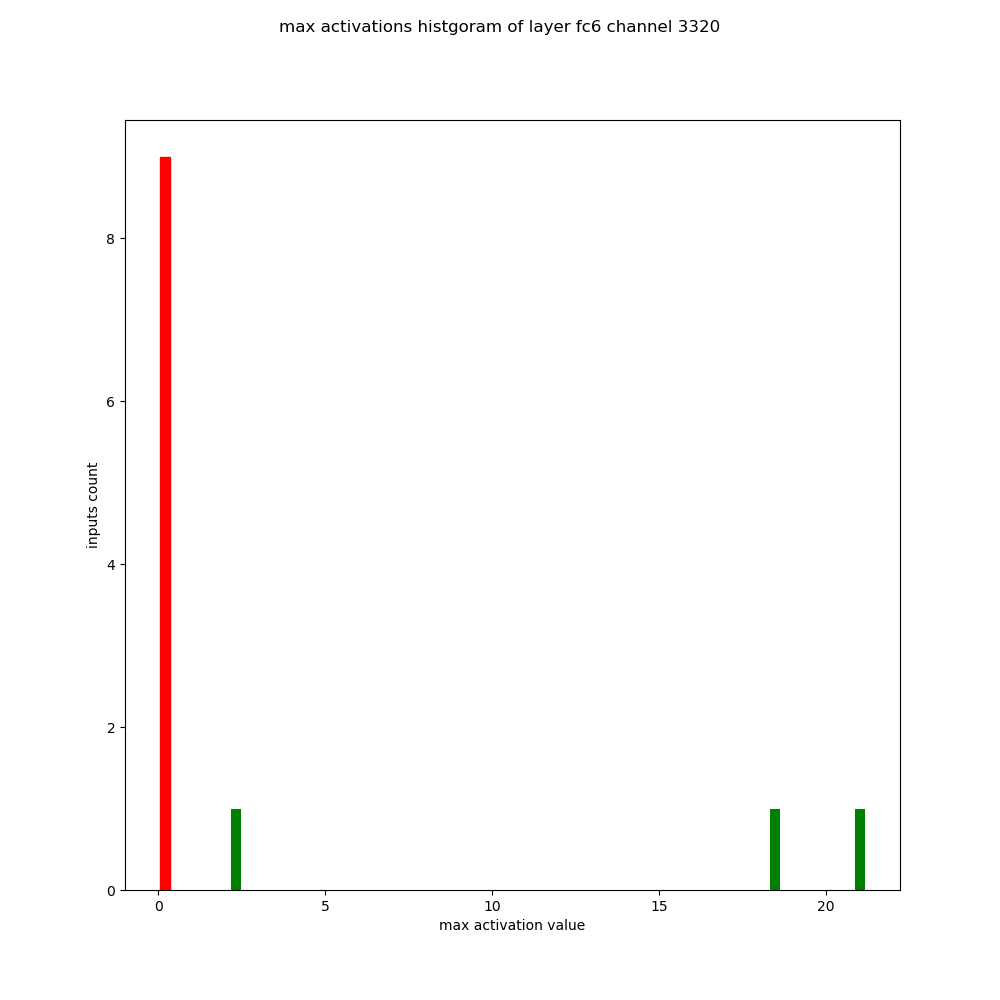 max activations histgoram of layer fc6 channel 3320
inputs count
8
6
4
2
0
0 5 10 15 20
max activation value